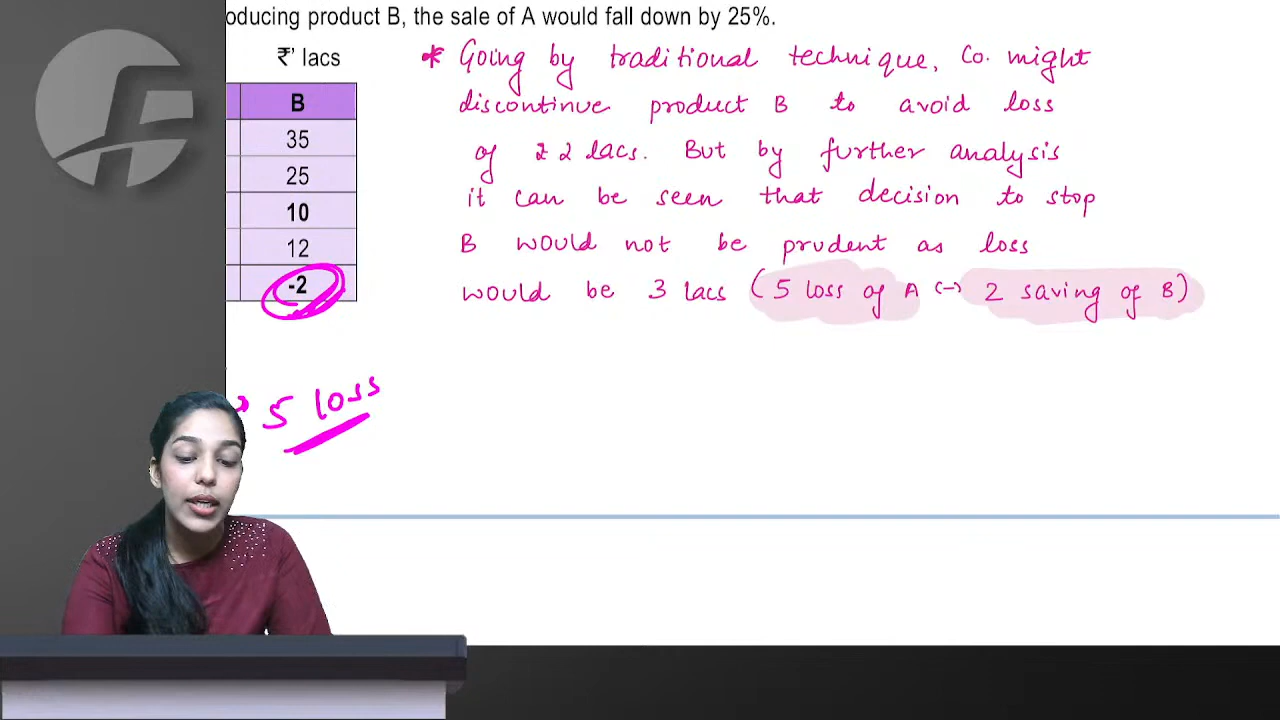 oducing product B, the sale of A would fall down by 25%.
₹' lacs
B
35
25
10
12
-2
* Going by traditional technique, Co. might
discontinue product B to avoid loss
of ₹ 2 lacs. But by further analysis
it can be seen that decision to stop
B would not be prudent as loss
would be 3 lacs (5 loss of A (-) 2 saving of B)
5 loss